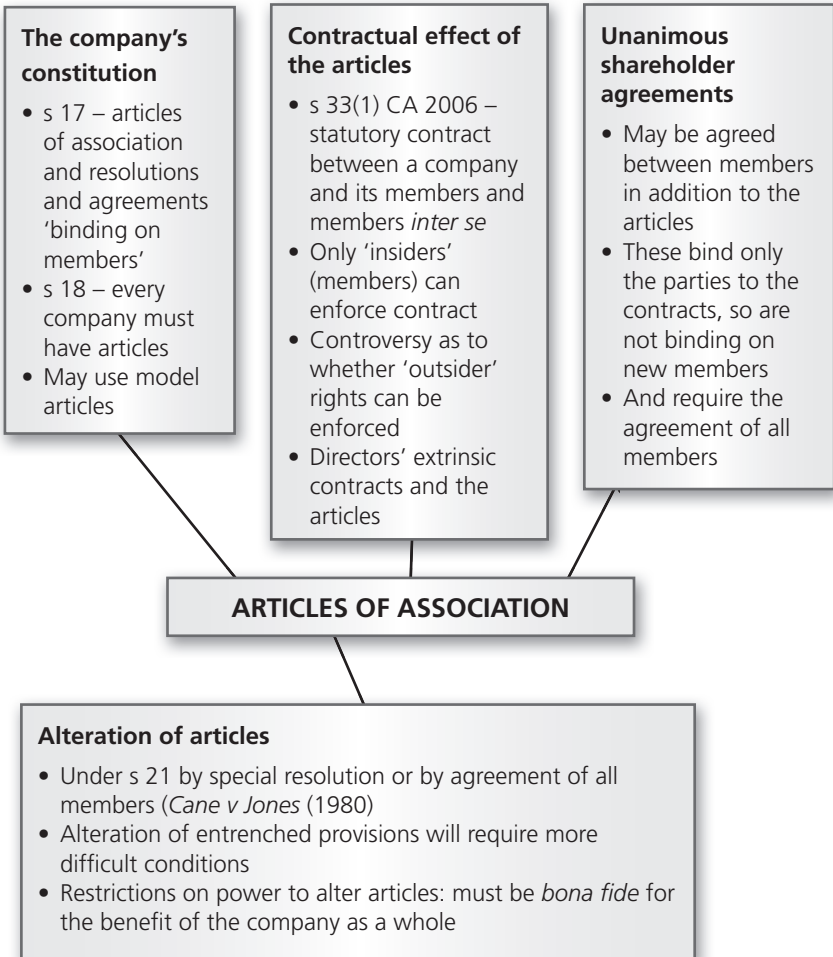 The company's
constitution
• s 17 – articles
of association
and resolutions
and agreements
'binding on
members'
• s 18 – every
company must
have articles
• May use model
articles
Contractual effect of
the articles
• s 33(1) CA 2006 –
statutory contract
between a company
and its members and
members inter se
• Only 'insiders'
(members) can
enforce contract
• Controversy as to
whether 'outsider'
rights can be
enforced
• Directors' extrinsic
contracts and the
articles
Unanimous
shareholder
agreements
• May be agreed
between members
in addition to the
articles
• These bind only
the parties to the
contracts, so are
not binding on
new members
• And require the
agreement of all
members
ARTICLES OF ASSOCIATION
Alteration of articles
• Under s 21 by special resolution or by agreement of all
members (Cane v Jones (1980)
• Alteration of entrenched provisions will require more
difficult conditions
• Restrictions on power to alter articles: must be bona fide for
the benefit of the company as a whole